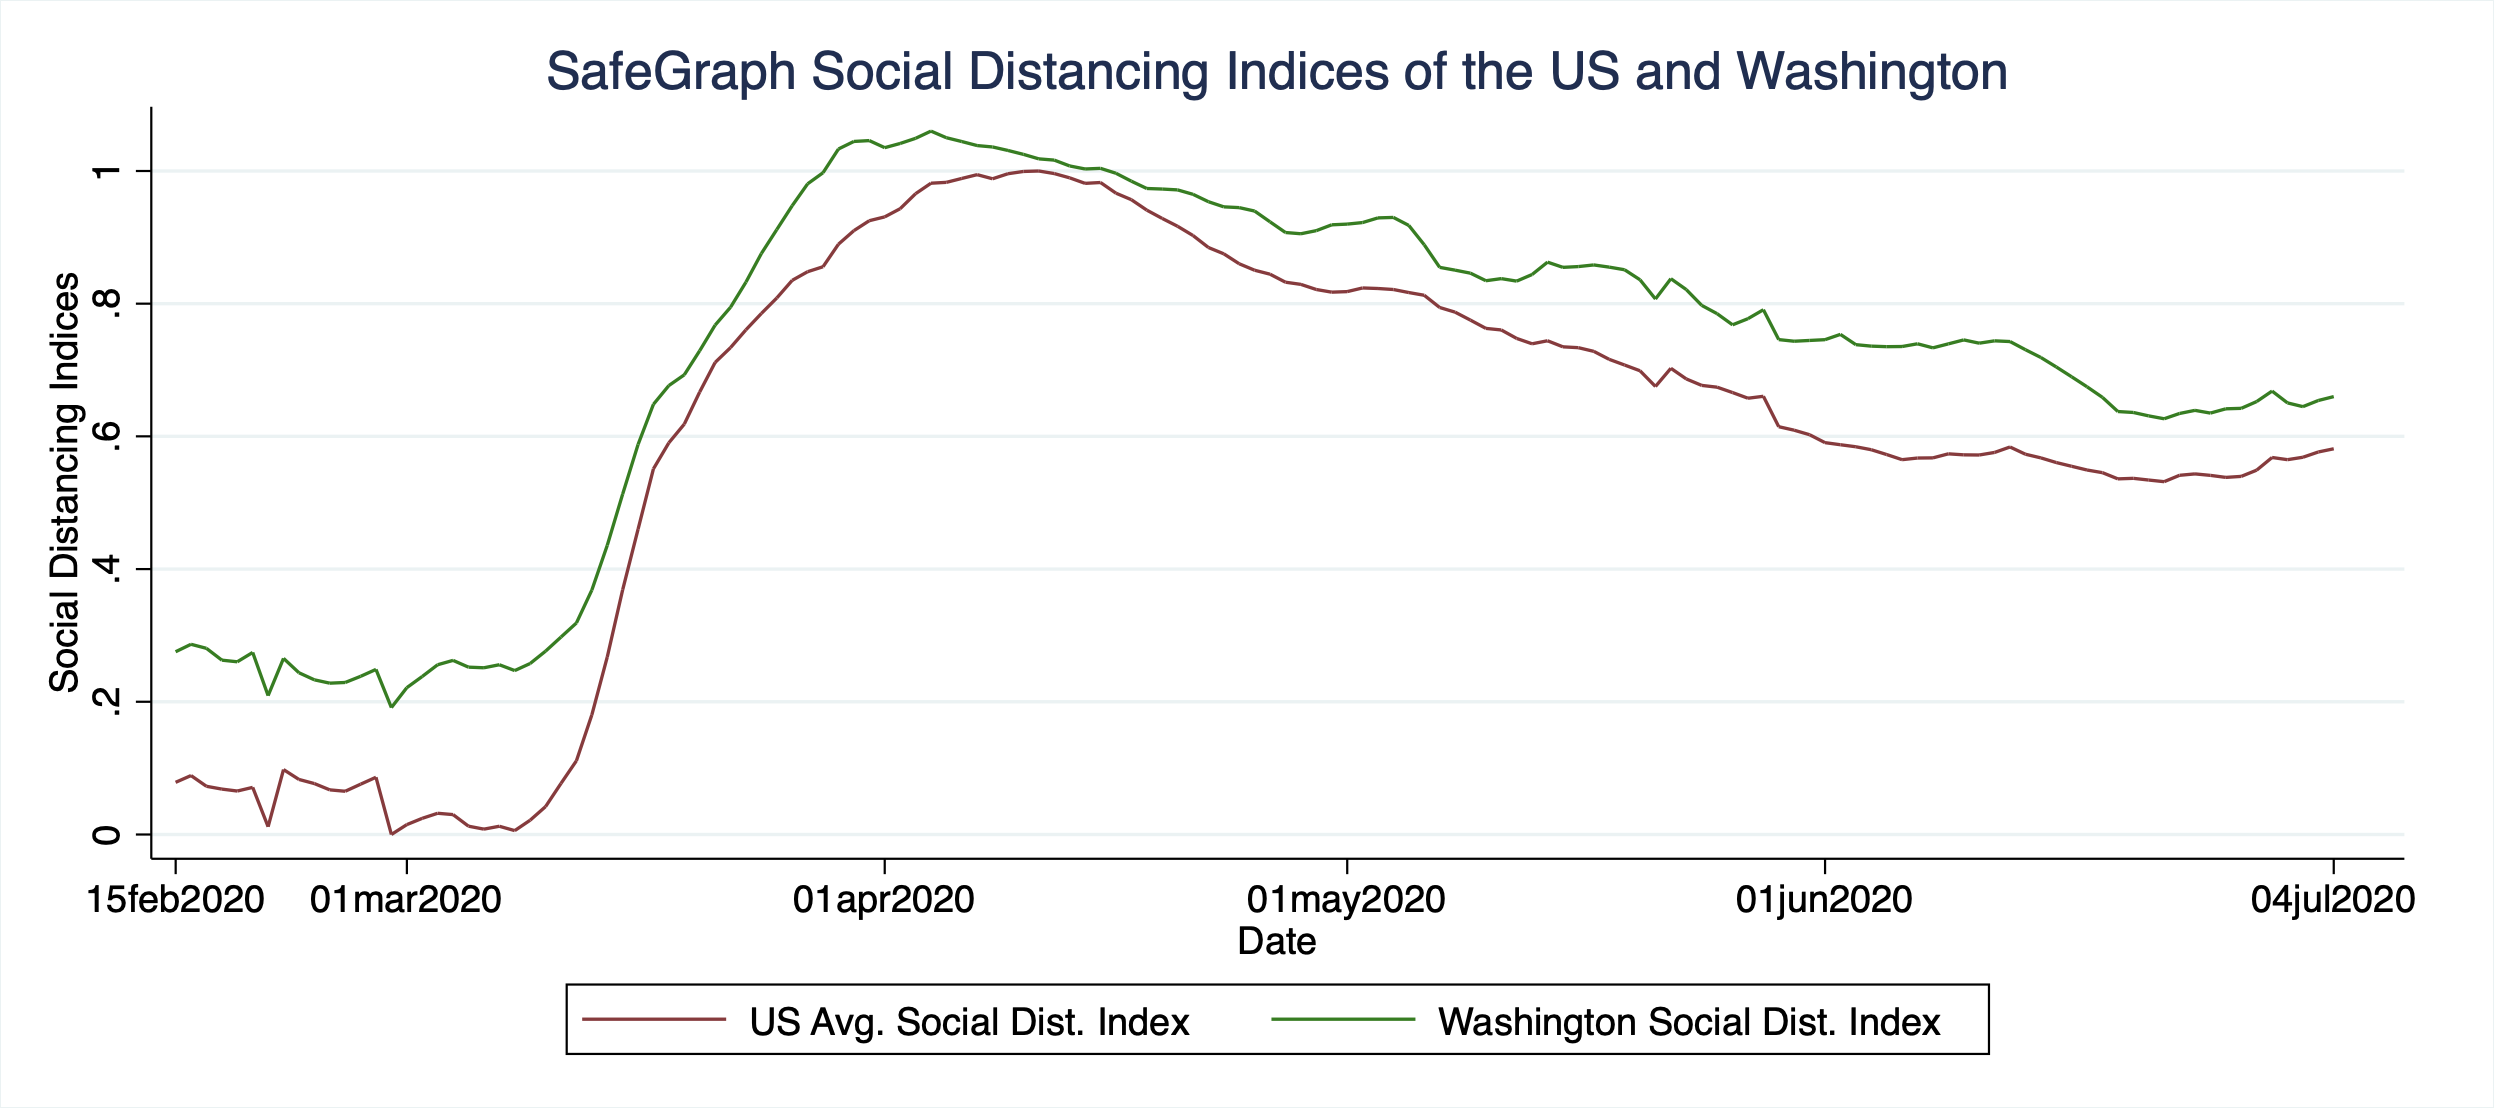 SafeGraph Social Distancing Indices of the US and Washington
Social Distancing Indices
1
.8
.6
.4
.2
0
15feb2020 01mar2020 01apr2020 01may2020 01jun2020 04jul2020
Date
US Avg. Social Dist. Index Washington Social Dist. Index